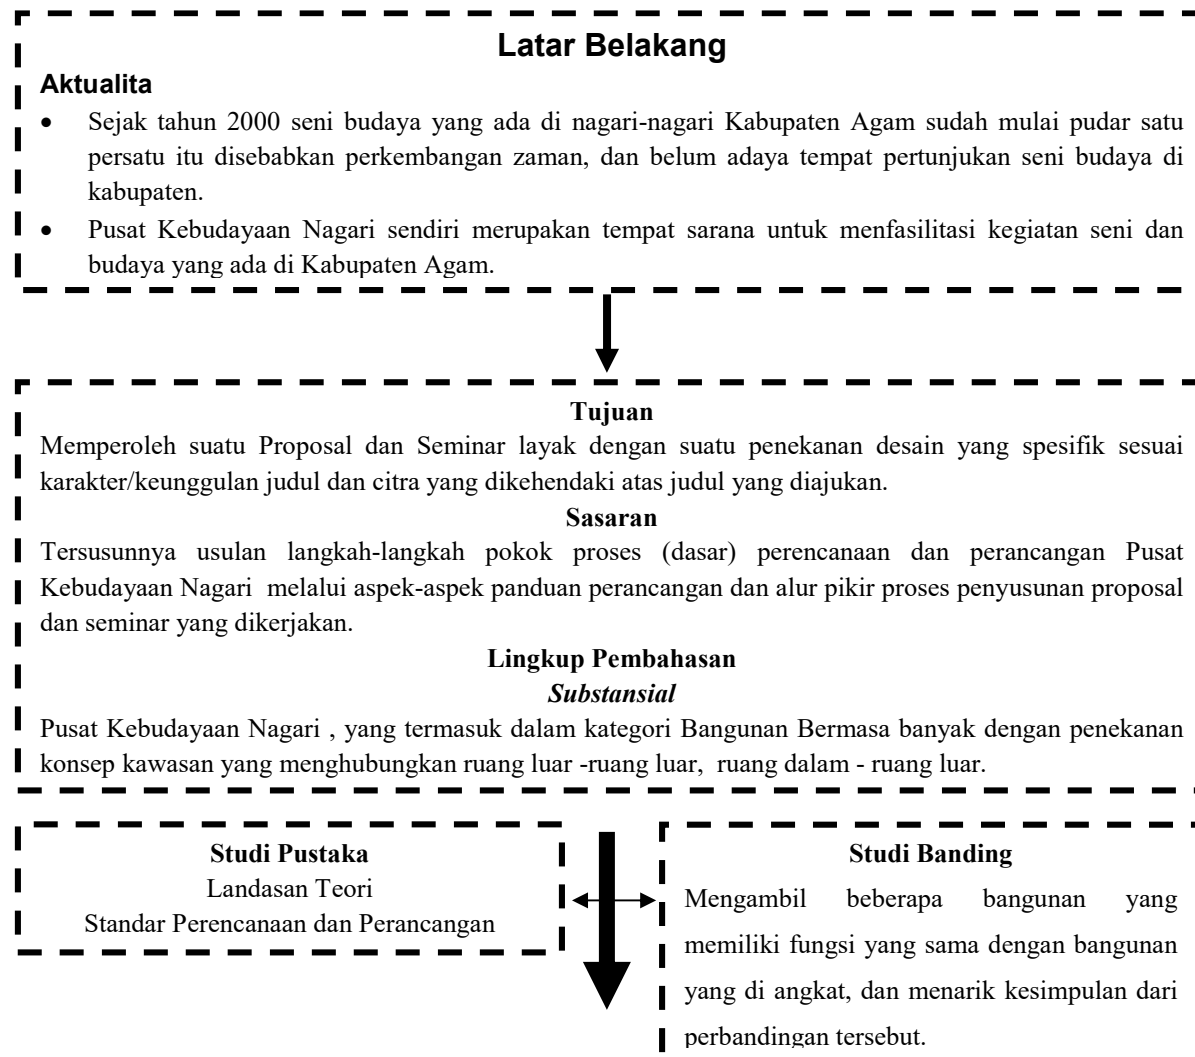 Latar Belakang
Aktualita
• Sejak tahun 2000 seni budaya yang ada di nagari-nagari Kabupaten Agam sudah mulai pudar satu
persatu itu disebabkan perkembangan zaman, dan belum adaya tempat pertunjukan seni budaya di
kabupaten.
• Pusat Kebudayaan Nagari sendiri merupakan tempat sarana untuk menfasilitasi kegiatan seni dan
budaya yang ada di Kabupaten Agam.
Tujuan
Memperoleh suatu Proposal dan Seminar layak dengan suatu penekanan desain yang spesifik sesuai
karakter/keunggulan judul dan citra yang dikehendaki atas judul yang diajukan.
Sasaran
Tersusunnya usulan langkah-langkah pokok proses (dasar) perencanaan dan perancangan Pusat
Kebudayaan Nagari melalui aspek-aspek panduan perancangan dan alur pikir proses penyusunan proposal
dan seminar yang dikerjakan.
Lingkup Pembahasan
Substansial
Pusat Kebudayaan Nagari , yang termasuk dalam kategori Bangunan Bermasa banyak dengan penekanan
konsep kawasan yang menghubungkan ruang luar -ruang luar, ruang dalam - ruang luar.
Studi Pustaka
Landasan Teori
Standar Perencanaan dan Perancangan
Studi Banding
Mengambil beberapa bangunan yang
memiliki fungsi yang sama dengan bangunan
yang di angkat, dan menarik kesimpulan dari
perbandingan tersebut.